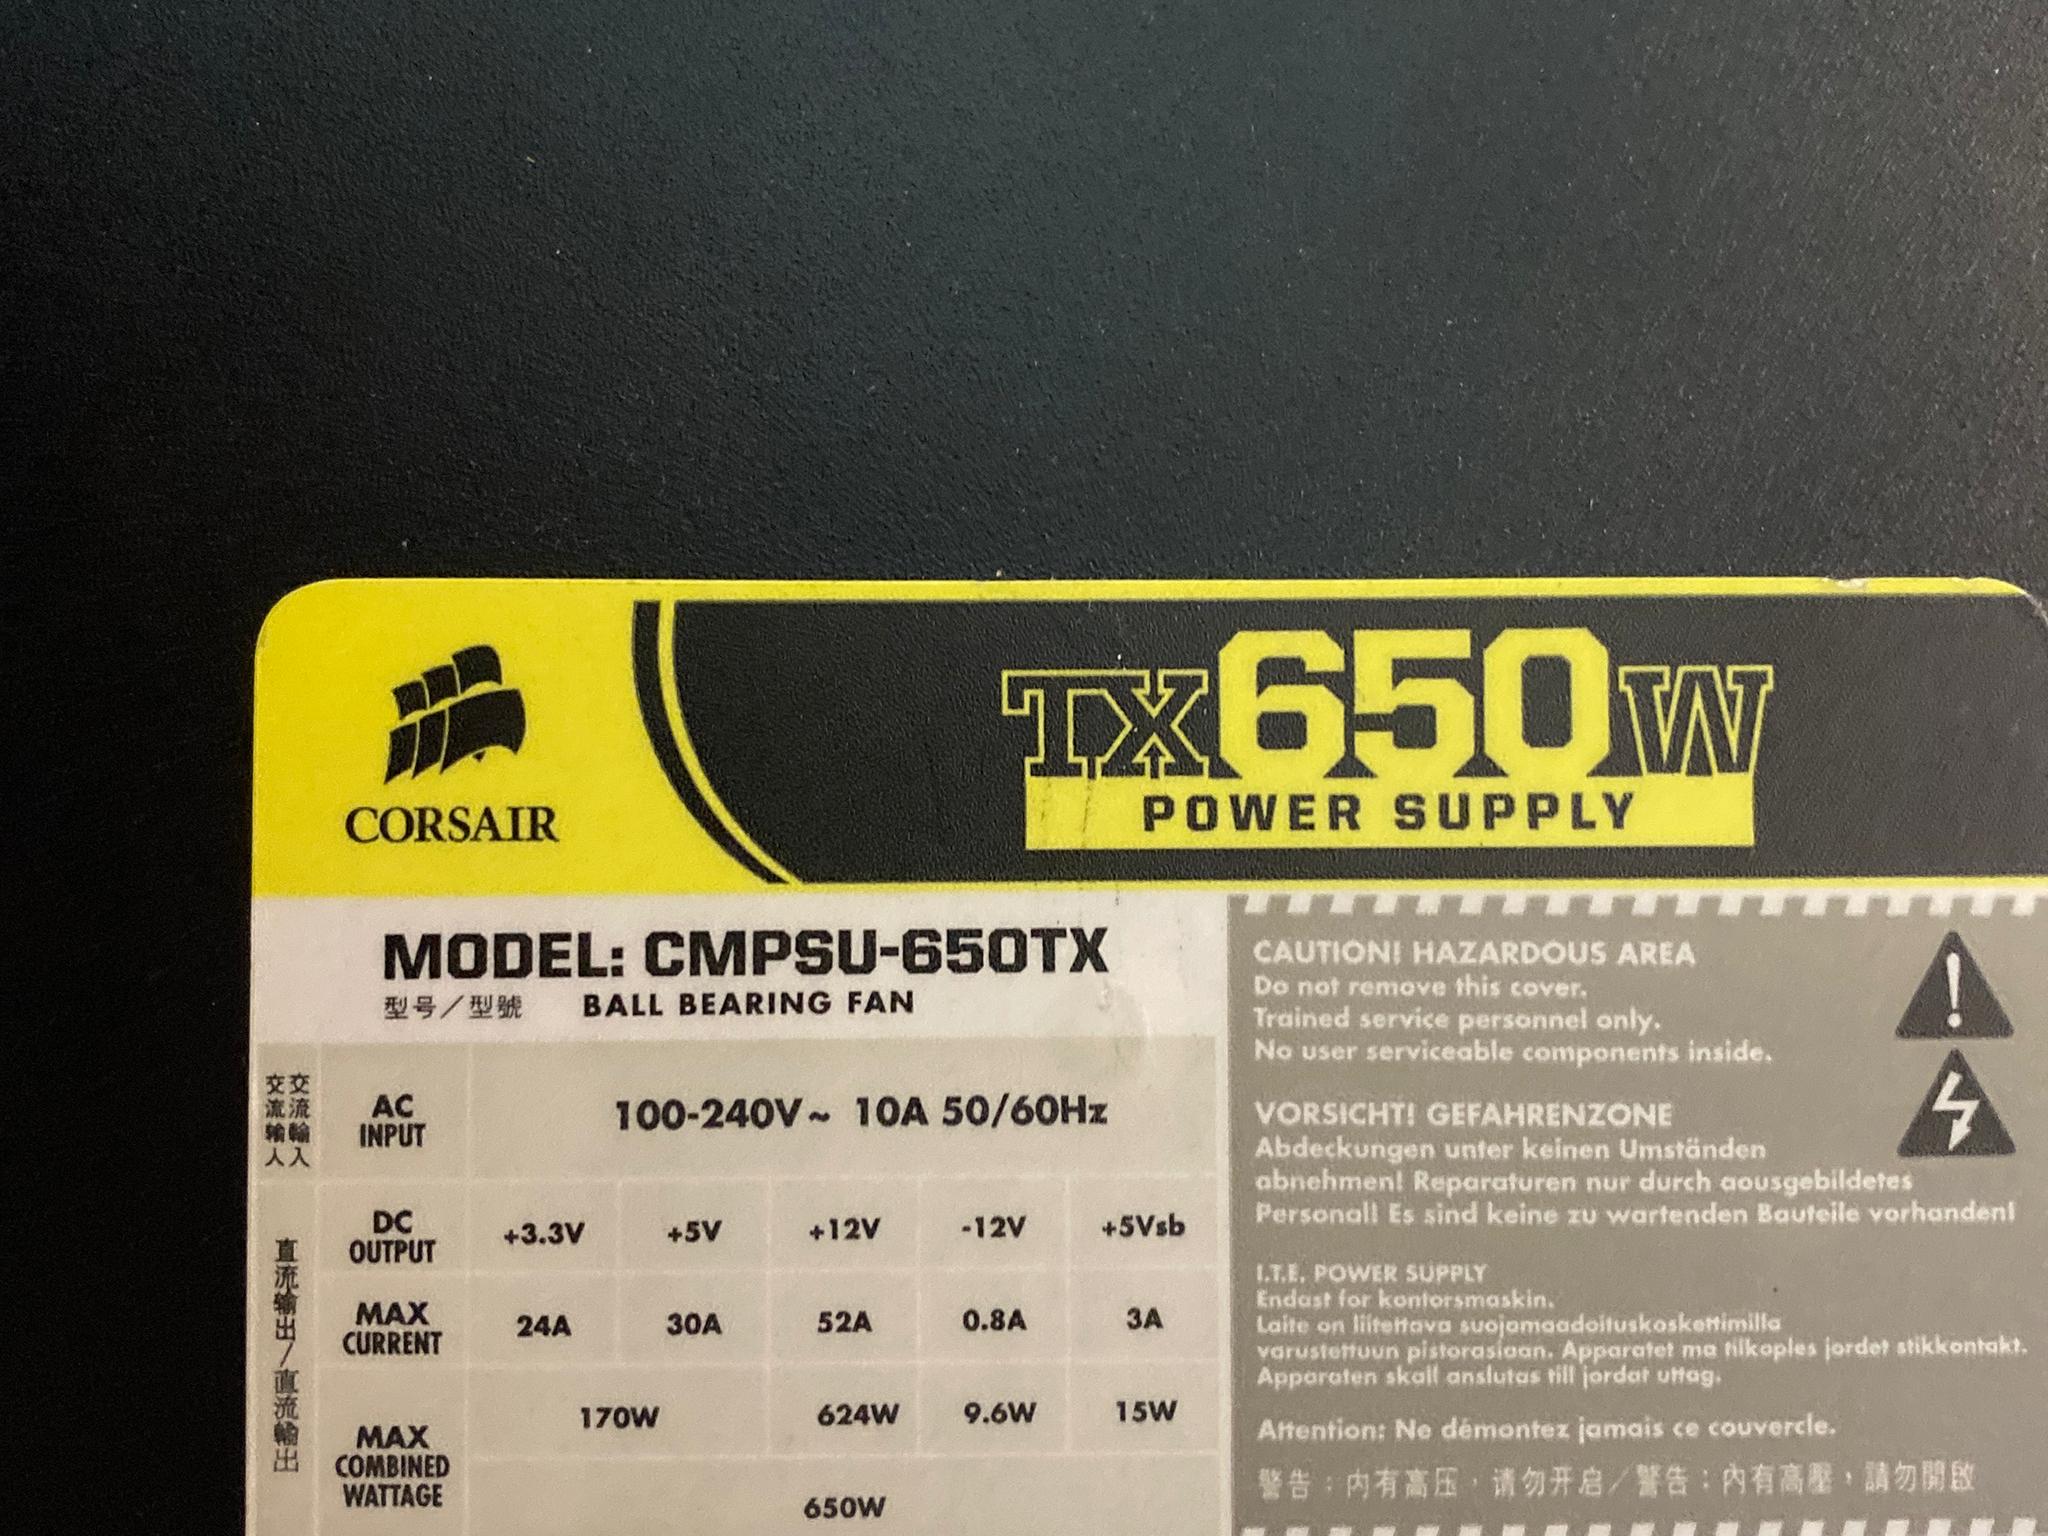 CORSAIR
TX650W
POWER SUPPLY
MODEL: CMPSU-650TX
型号／型號 BALL BEARING FAN
交流输入 交流輸入
AC INPUT
100-240V~ 10A 50/60Hz
直流输出／直流輸出
DC OUTPUT +3.3V +5V +12V -12V +5Vsb
MAX CURRENT 24A 30A 52A 0.8A 3A
MAX COMBINED WATTAGE 170W 624W 9.6W 15W
650W
CAUTION! HAZARDOUS AREA
Do not remove this cover.
Trained service personnel only.
No user serviceable components inside.
VORSICHT! GEFAHRENZONE
Abdeckungen unter keinen Umständen
abnehmen! Reparaturen nur durch aousgebildetes
Personal! Es sind keine zu wartenden Bauteile vorhanden!
I.T.E. POWER SUPPLY
Endast for kontorsmaskin.
Laite on liitettava suojamaadoituskoskettimilla
varustettuun pistorasiaan. Apparatet ma tilkoples jordet stikkontakt.
Apparaten skall anslutas till jordat uttag.
Attention: Ne démontez jamais ce couvercle.
警告：内有高压，请勿开启／警告：內有高壓，請勿開啟